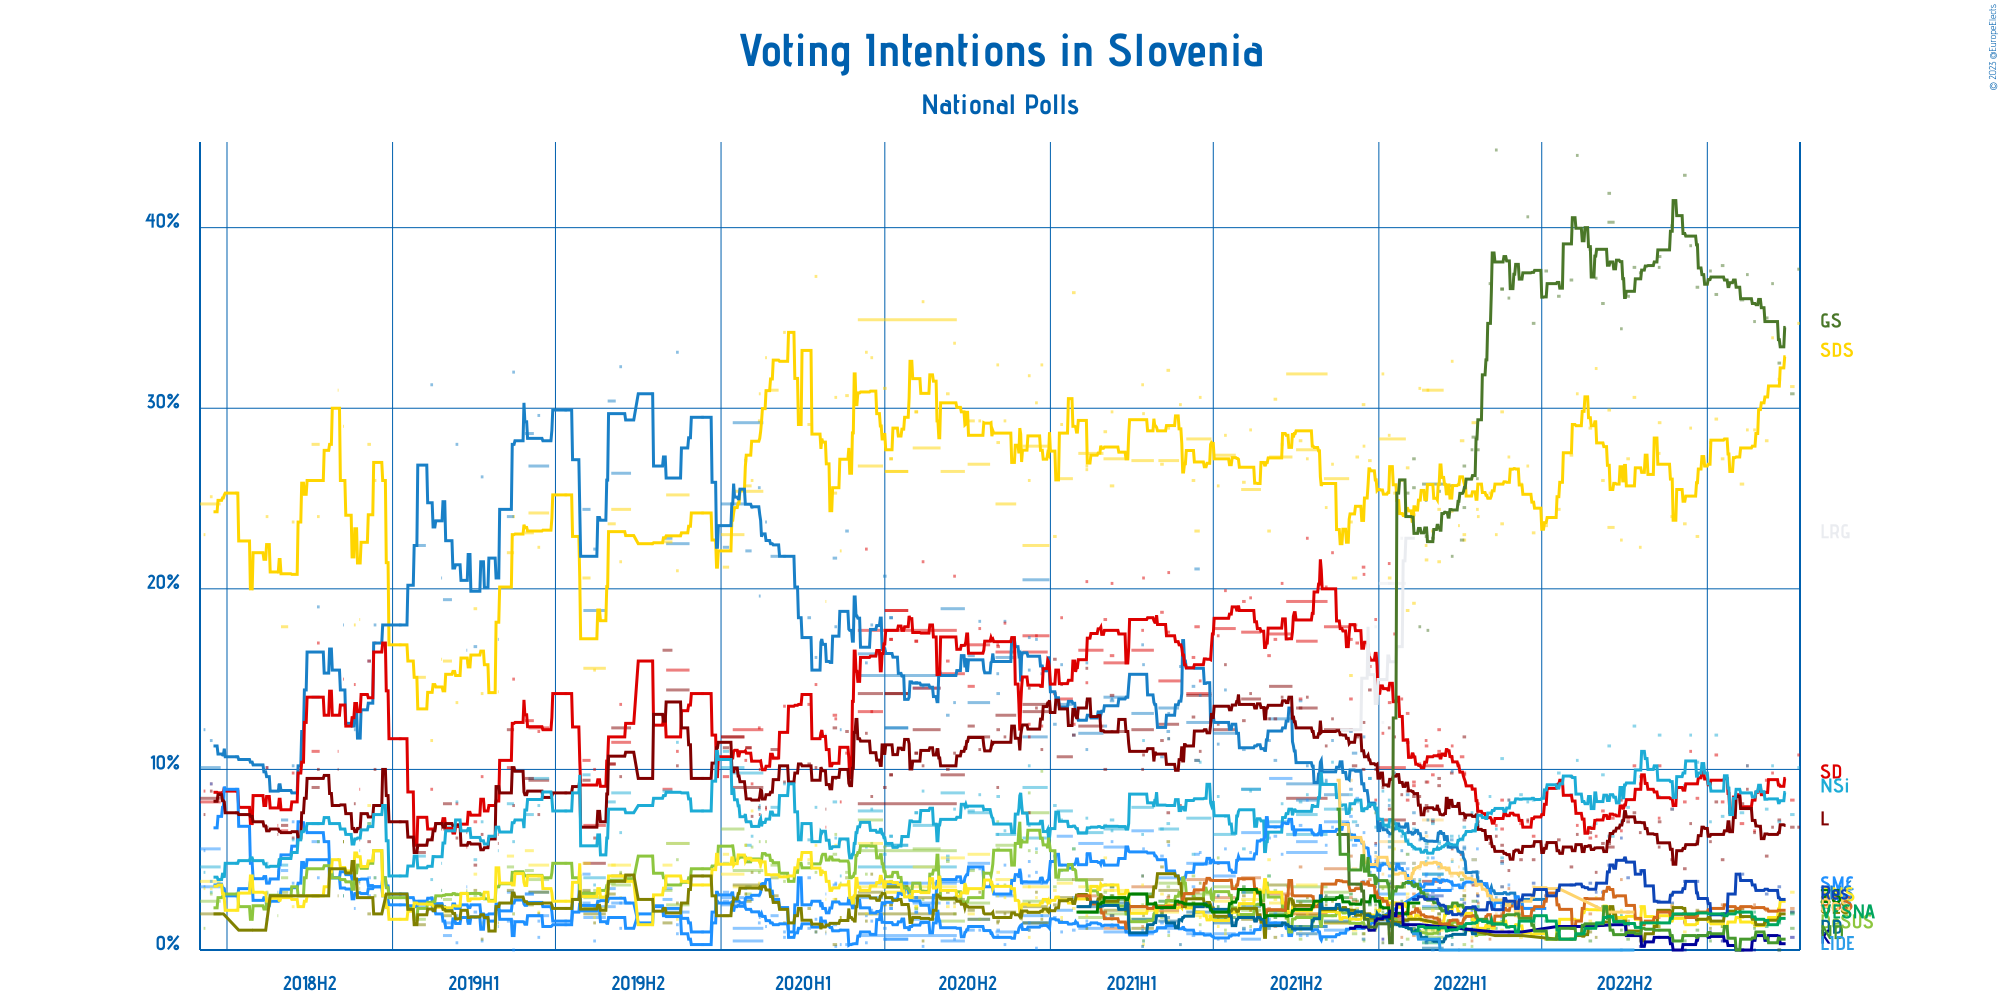 © 2023 @EuropeElects
Voting Intentions in Slovenia
National Polls
40%
30%
20%
10%
0%
GS
SDS
LRG
SD
NSi
L
SMC
VESNA
LIDE
2018H2
2019H1
2019H2
2020H1
2020H2
2021H1
2021H2
2022H1
2022H2